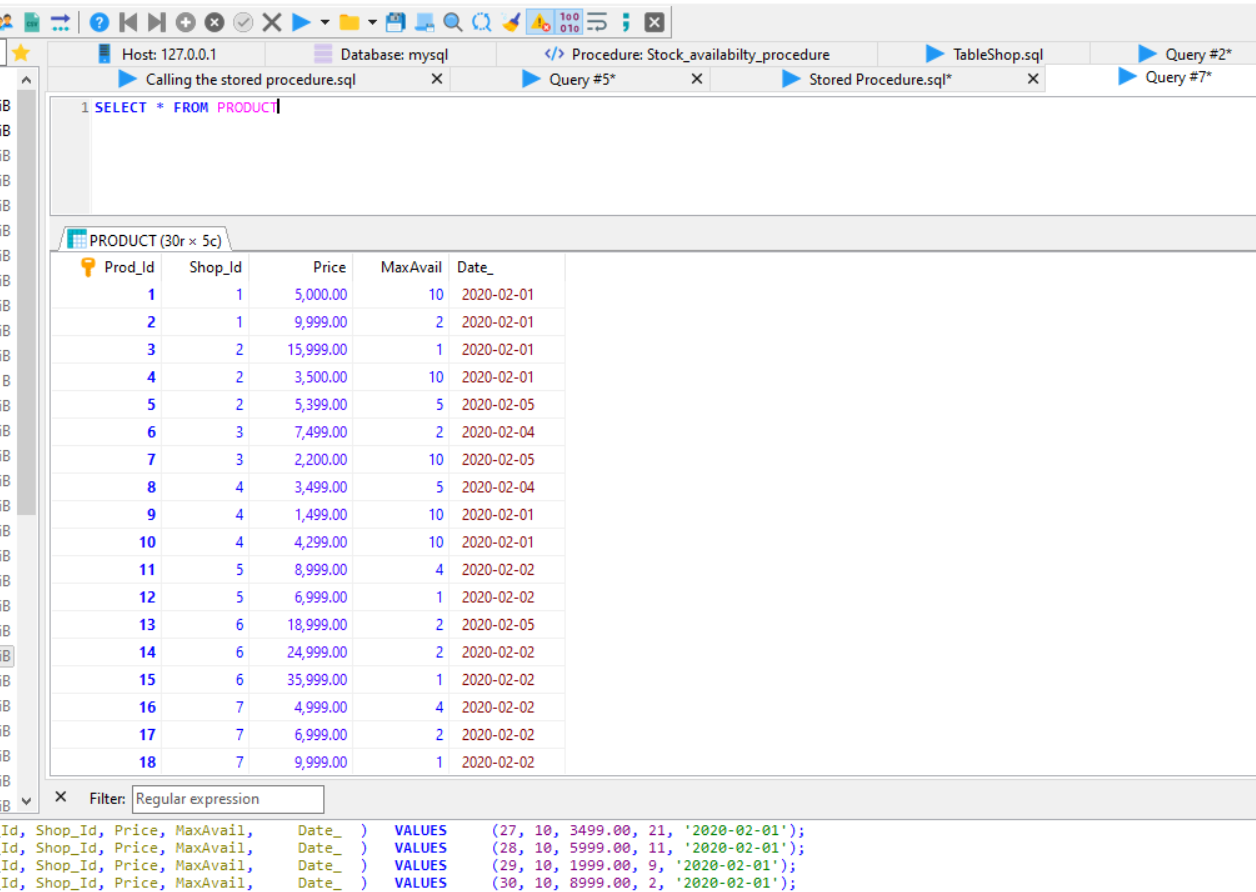 Host: 127.0.0.1 Database: mysql </> Procedure: Stock_availabilty_procedure TableShop.sql Query #2*
Calling the stored procedure.sql Query #5* Stored Procedure.sql* Query #7*
1 SELECT * FROM PRODUCT
PRODUCT (30r × 5c)
Prod_Id Shop_Id Price MaxAvail Date_
1 1 5,000.00 10 2020-02-01
2 1 9,999.00 2 2020-02-01
3 2 15,999.00 1 2020-02-01
4 2 3,500.00 10 2020-02-01
5 2 5,399.00 5 2020-02-05
6 3 7,499.00 2 2020-02-04
7 3 2,200.00 10 2020-02-05
8 4 3,499.00 5 2020-02-04
9 4 1,499.00 10 2020-02-01
10 4 4,299.00 10 2020-02-01
11 5 8,999.00 4 2020-02-02
12 5 6,999.00 1 2020-02-02
13 6 18,999.00 2 2020-02-05
14 6 24,999.00 2 2020-02-02
15 6 35,999.00 1 2020-02-02
16 7 4,999.00 4 2020-02-02
17 7 6,999.00 2 2020-02-02
18 7 9,999.00 1 2020-02-02
Filter: Regular expression
_Id, Shop_Id, Price, MaxAvail, Date_ ) VALUES (27, 10, 3499.00, 21, '2020-02-01');
_Id, Shop_Id, Price, MaxAvail, Date_ ) VALUES (28, 10, 5999.00, 11, '2020-02-01');
_Id, Shop_Id, Price, MaxAvail, Date_ ) VALUES (29, 10, 1999.00, 9, '2020-02-01');
_Id, Shop_Id, Price, MaxAvail, Date_ ) VALUES (30, 10, 8999.00, 2, '2020-02-01');